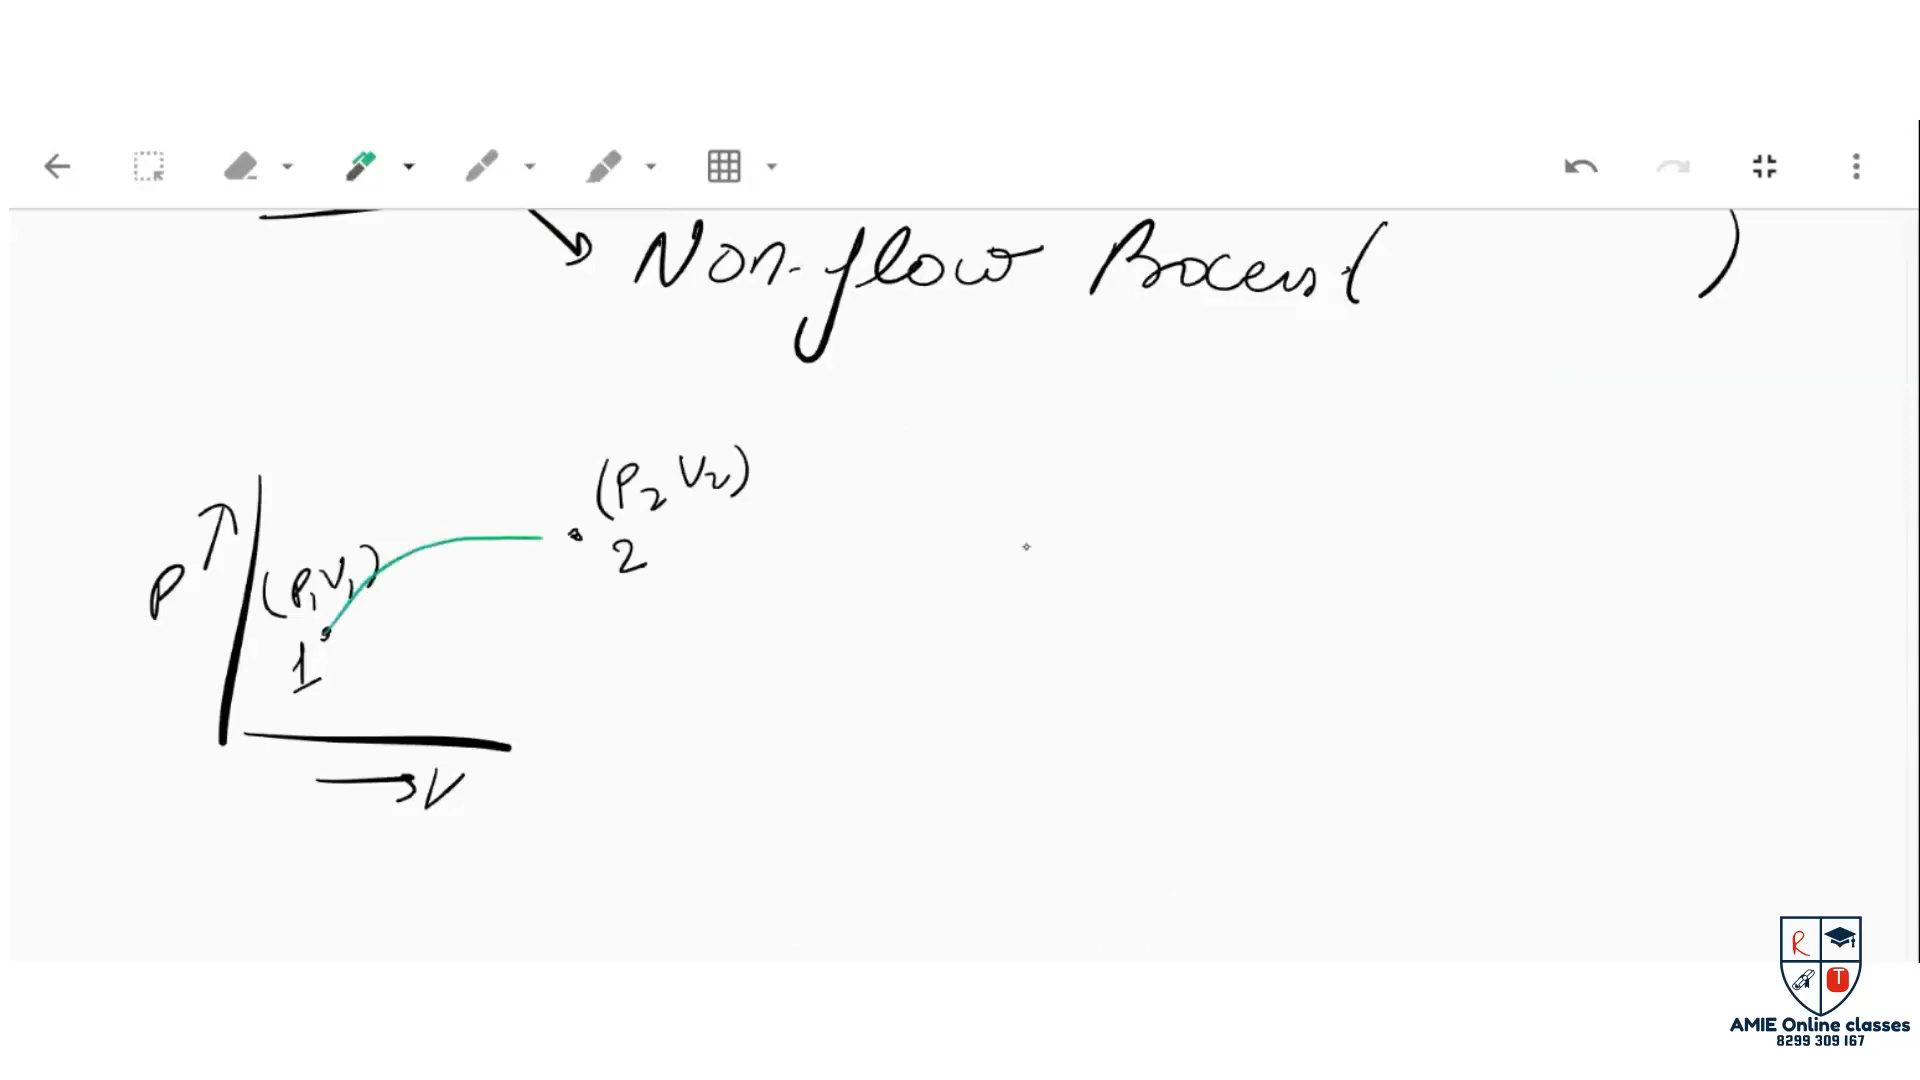 Non-flow Process (          )
(P2 V2)
2
P
(P1V1)
1
V
R
T
AMIE Online classes
8299 309 167